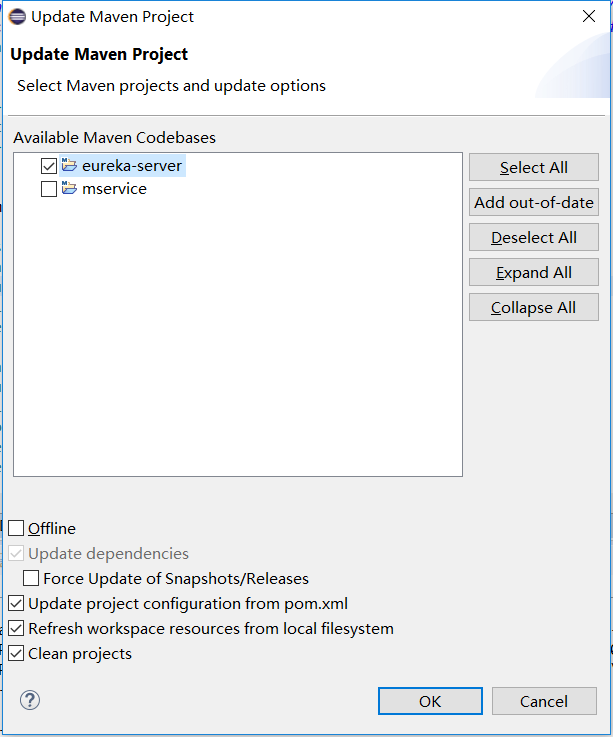 Update Maven Project
Update Maven Project
Select Maven projects and update options
Available Maven Codebases
eureka-server
mservice
Select All
Add out-of-date
Deselect All
Expand All
Collapse All
Offline
Update dependencies
Force Update of Snapshots/Releases
Update project configuration from pom.xml
Refresh workspace resources from local filesystem
Clean projects
OK
Cancel